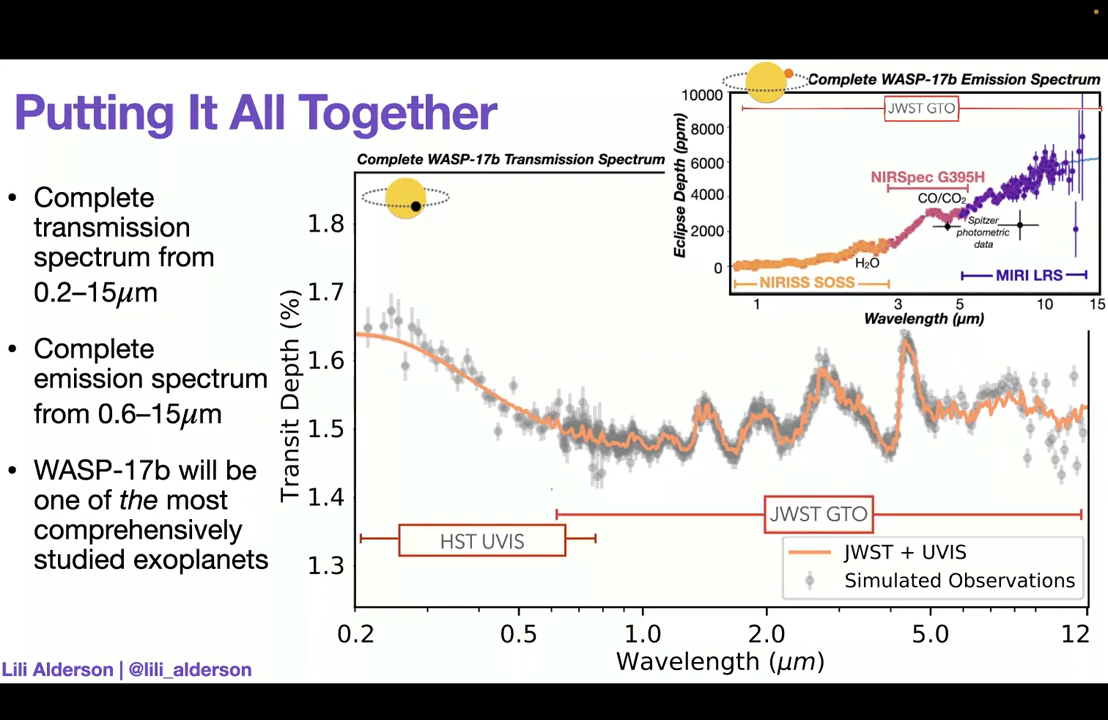 Putting It All Together
• Complete
transmission
spectrum from
0.2–15μm
• Complete
emission spectrum
from 0.6–15μm
• WASP-17b will be
one of the most
comprehensively
studied exoplanets
Lili Alderson | @lili_alderson
Complete WASP-17b Transmission Spectrum
Transit Depth (%)
1.8
1.7
1.6
1.5
1.4
1.3
HST UVIS
JWST GTO
JWST + UVIS
Simulated Observations
0.2 0.5 1.0 2.0 5.0 12
Wavelength (μm)
Complete WASP-17b Emission Spectrum
Eclipse Depth (ppm)
10000
8000
6000
4000
2000
0
JWST GTO
NIRSpec G395H
CO/CO₂
Spitzer
photometric
data
H₂O
NIRISS SOSS
MIRI LRS
1 3 5 10 15
Wavelength (μm)